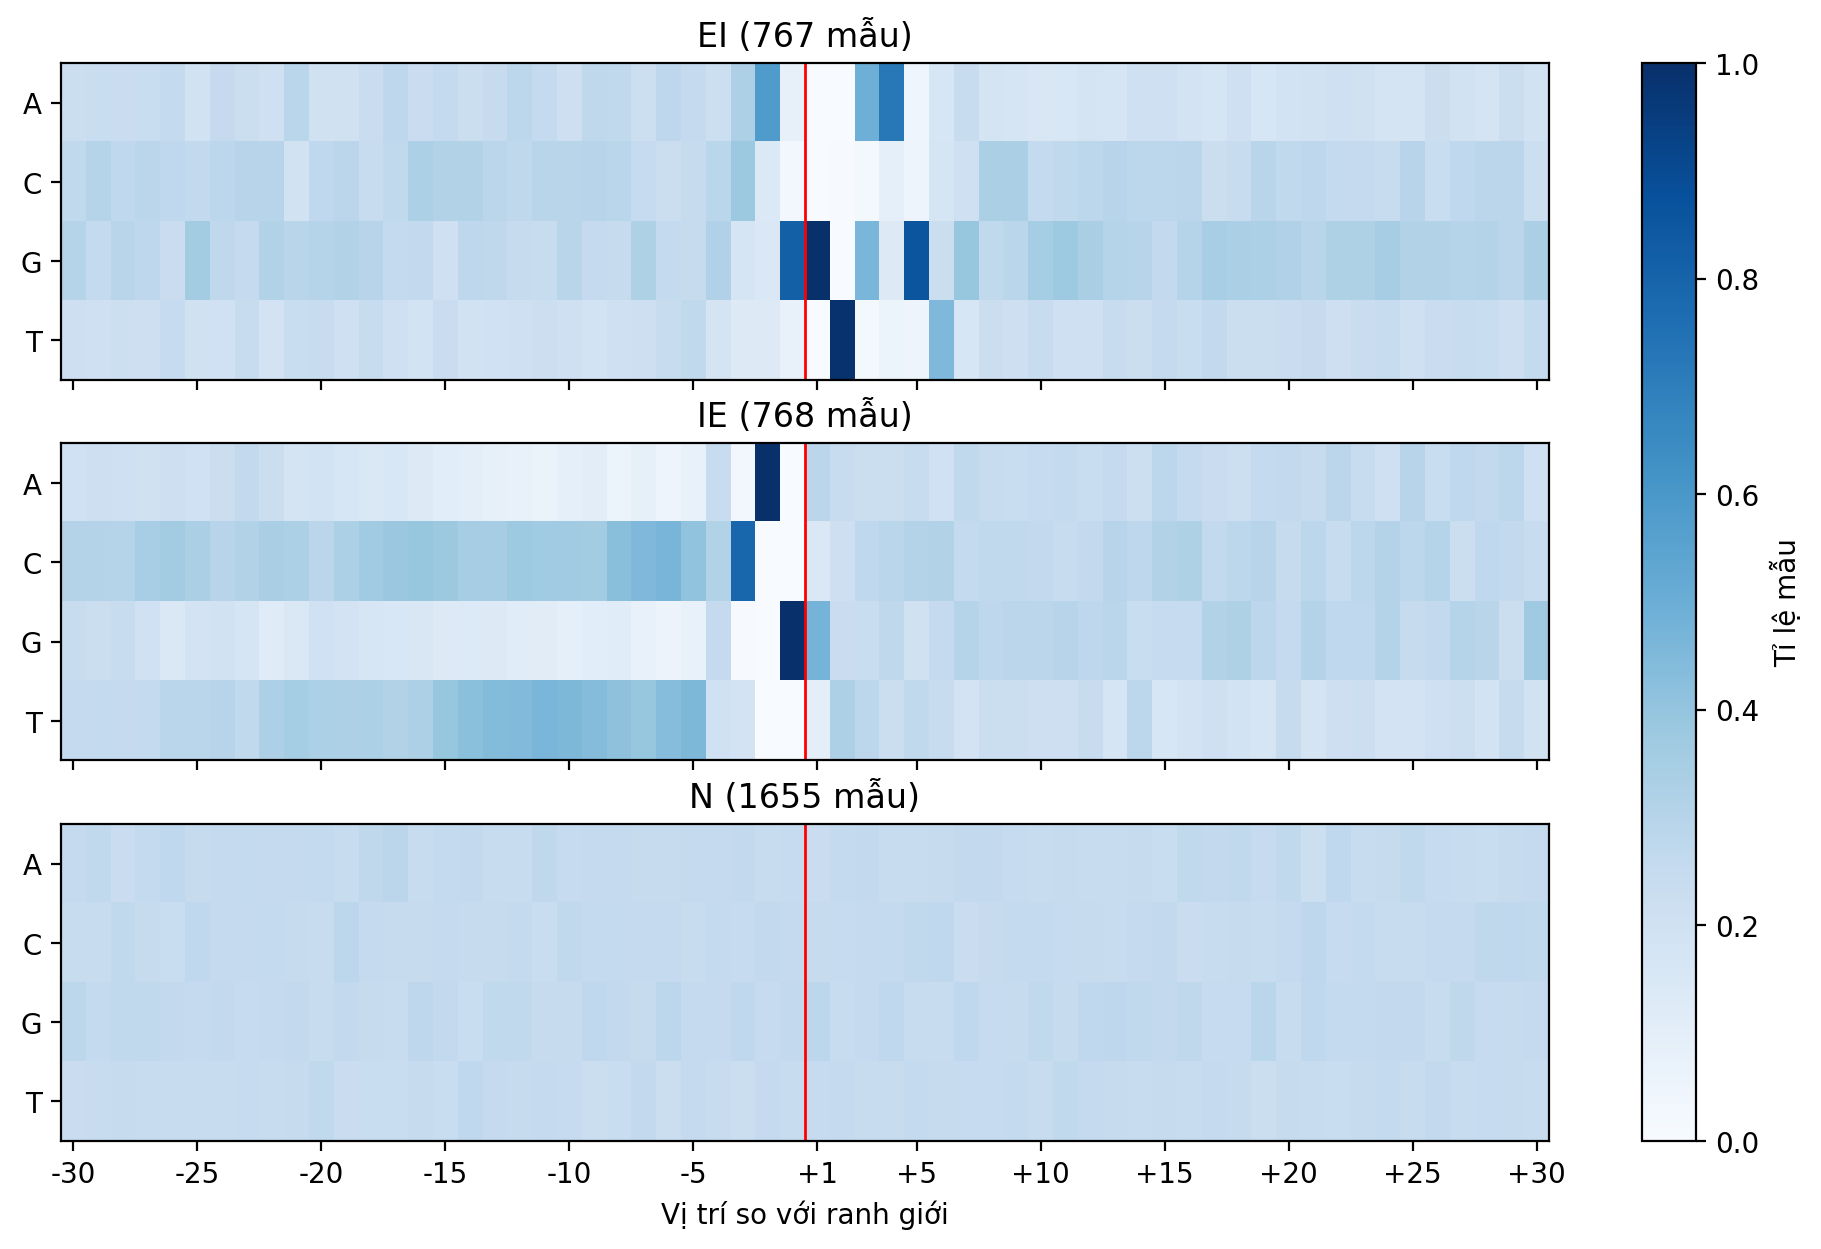 EI (767 mẫu)
A
C
G
T
IE (768 mẫu)
A
C
G
T
N (1655 mẫu)
A
C
G
T
-30 -25 -20 -15 -10 -5 +1 +5 +10 +15 +20 +25 +30
Vị trí so với ranh giới
1.0
0.8
0.6
0.4
0.2
0.0
Tỉ lệ mẫu